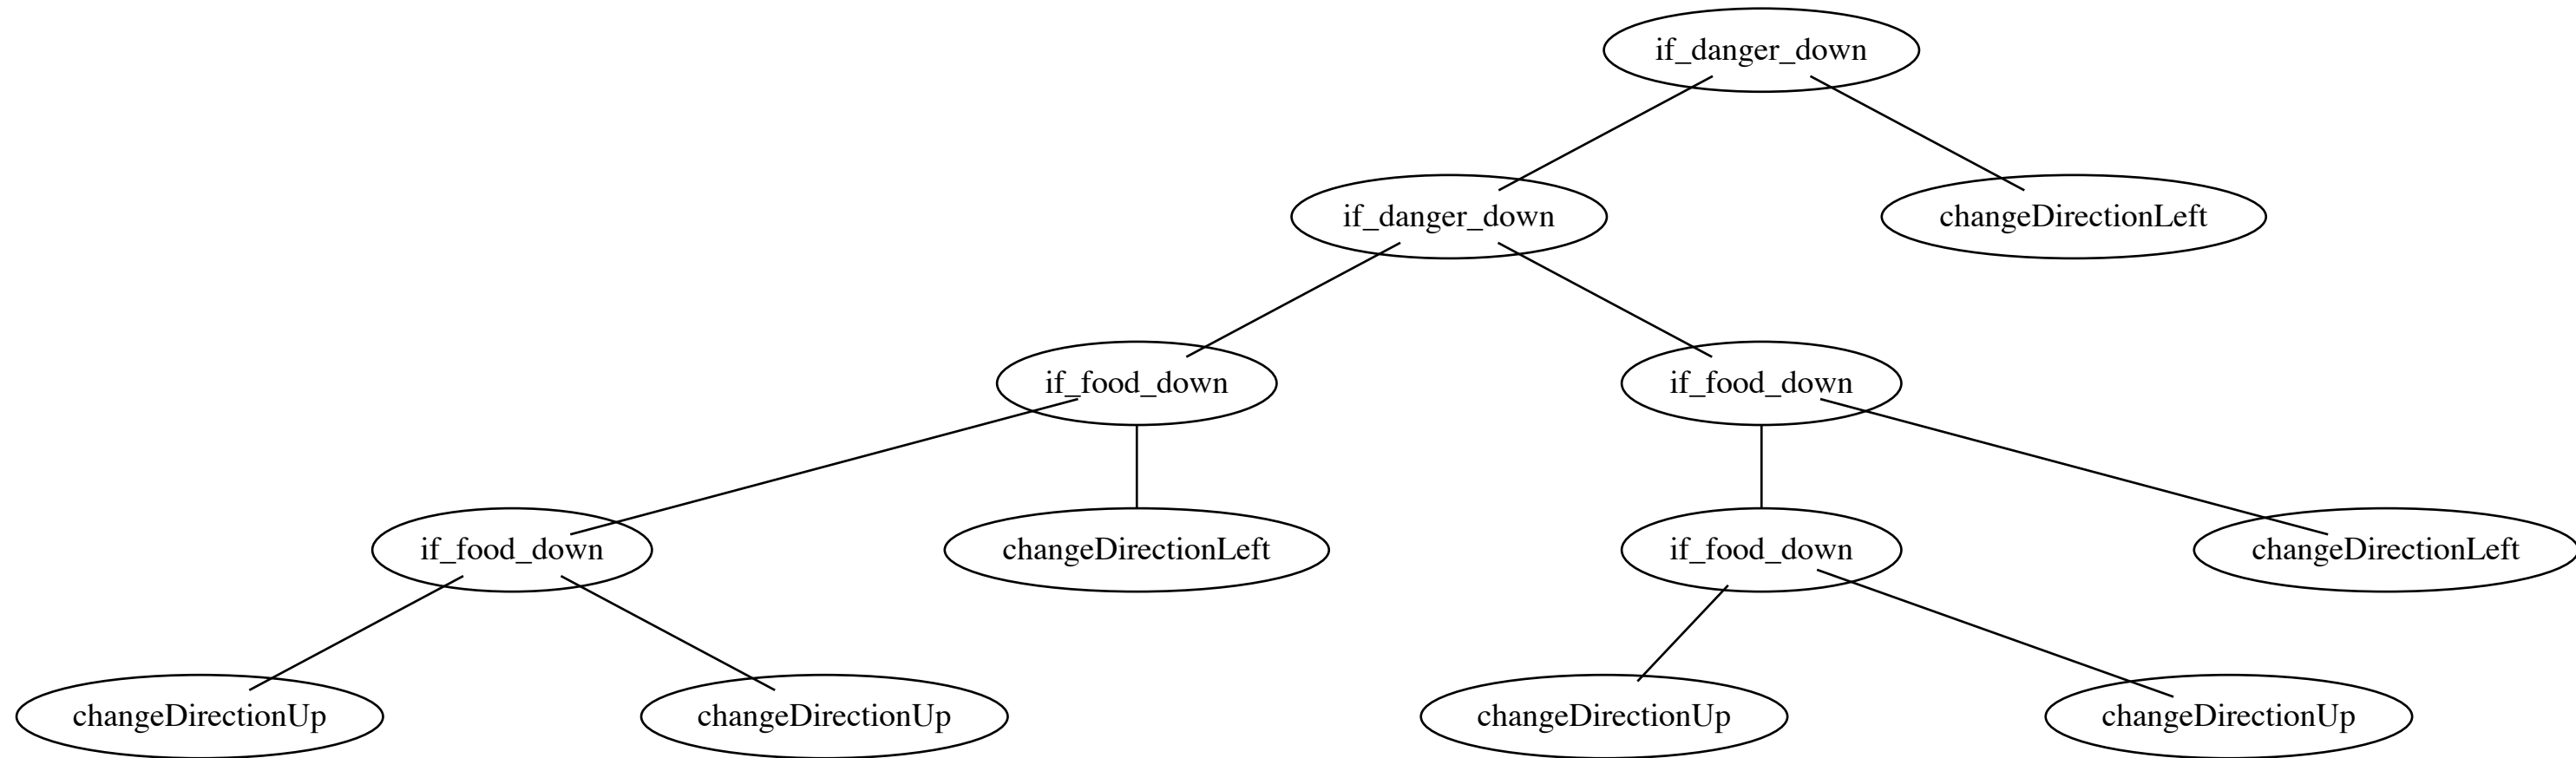 if_danger_down
if_danger_down
changeDirectionLeft
if_food_down
if_food_down
if_food_down
changeDirectionLeft
if_food_down
changeDirectionLeft
changeDirectionUp
changeDirectionUp
changeDirectionUp
changeDirectionUp